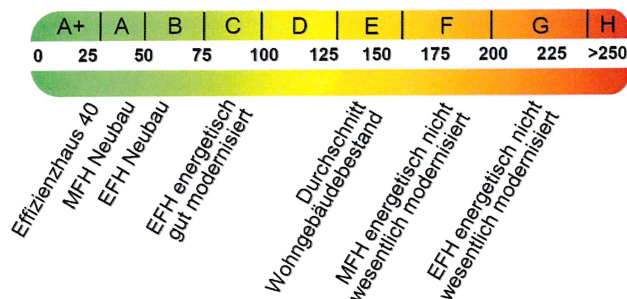 A+ A B C D E F G H
0 25 50 75 100 125 150 175 200 225 >250
Effizienzhaus 40
MFH Neubau
EFH Neubau
EFH energetisch
gut modernisiert
Durchschnitt
Wohngebäudebestand
MFH energetisch nicht
wesentlich modernisiert
EFH energetisch nicht
wesentlich modernisiert